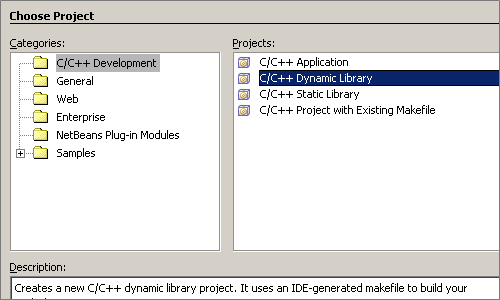 Choose Project
Categories:
Projects:
C/C++ Development
General
Web
Enterprise
NetBeans Plug-in Modules
Samples
C/C++ Application
C/C++ Dynamic Library
C/C++ Static Library
C/C++ Project with Existing Makefile
Description:
Creates a new C/C++ dynamic library project. It uses an IDE-generated makefile to build your